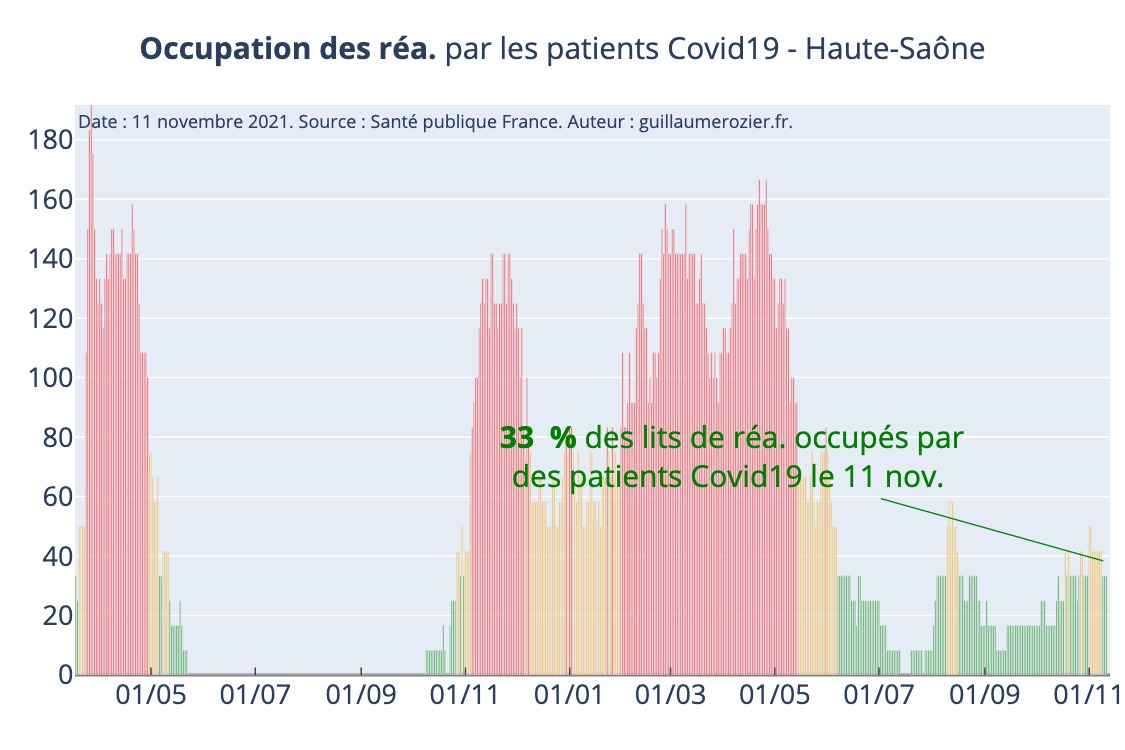 Occupation des réa. par les patients Covid19 - Haute-Saône
Date : 11 novembre 2021. Source : Santé publique France. Auteur : guillaumerozier.fr.
180
160
140
120
100
80
60
40
20
0
33 % des lits de réa. occupés par
des patients Covid19 le 11 nov.
01/05 01/07 01/09 01/11 01/01 01/03 01/05 01/07 01/09 01/11